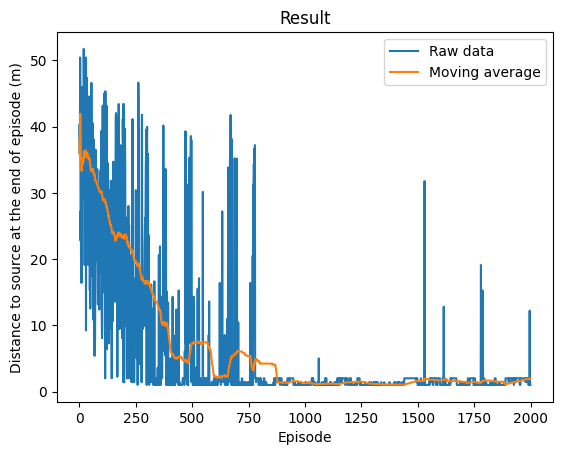 Result
Raw data
Moving average
Distance to source at the end of episode (m)
50
40
30
20
10
0
0 250 500 750 1000 1250 1500 1750 2000
Episode